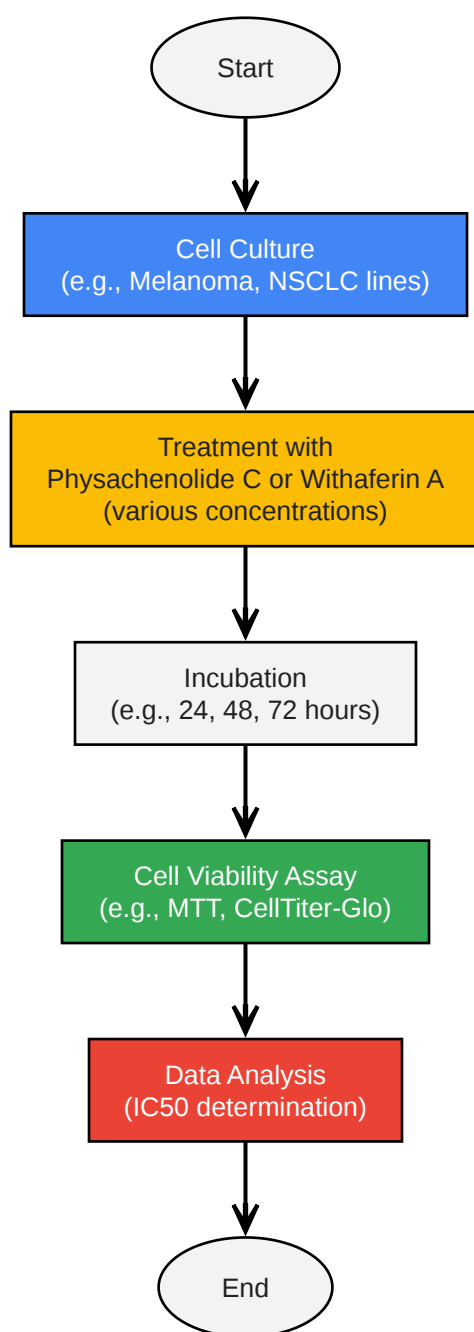 Start
Cell Culture
(e.g., Melanoma, NSCLC lines)
Treatment with
Physachenolide C or Withaferin A
(various concentrations)
Incubation
(e.g., 24, 48, 72 hours)
Cell Viability Assay
(e.g., MTT, CellTiter-Glo)
Data Analysis
(IC50 determination)
End